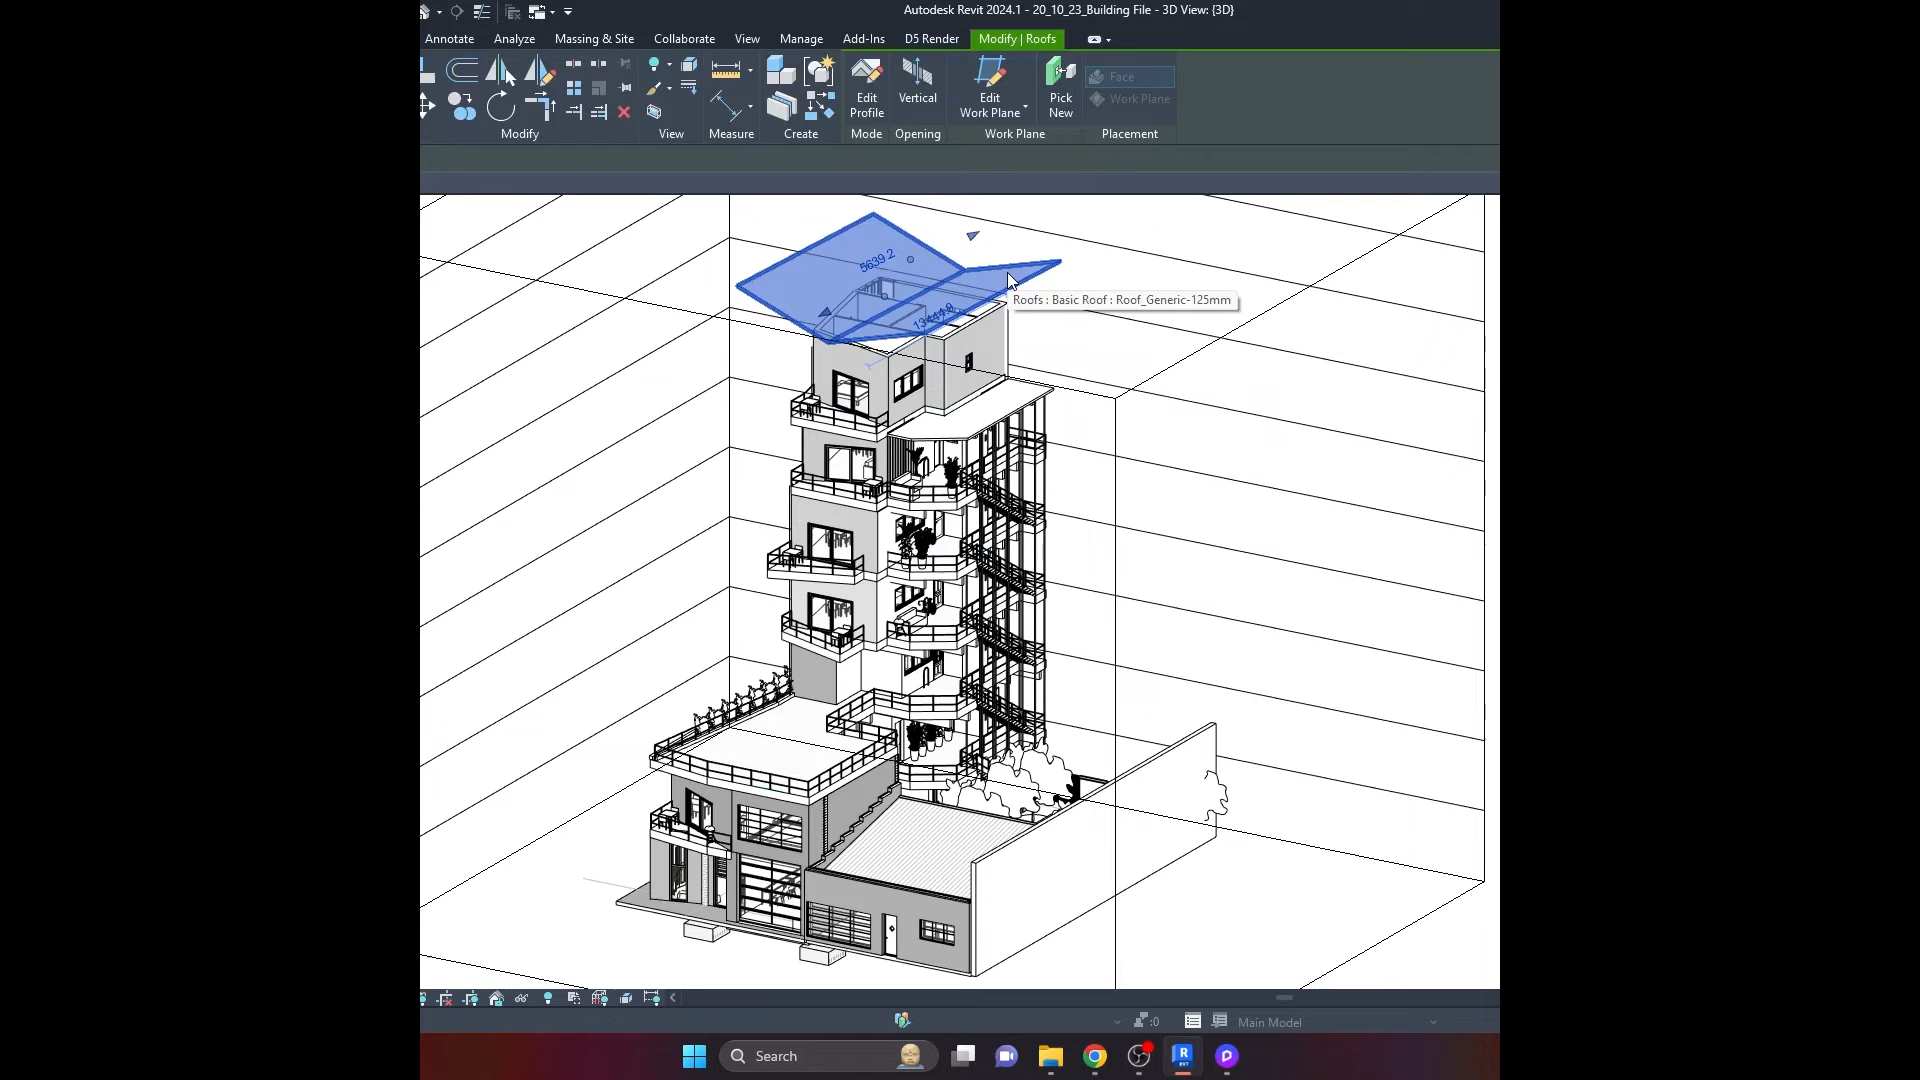 Autodesk Revit 2024.1 - 20_10_23_Building File - 3D View: {3D}
Annotate Analyze Massing & Site Collaborate View Manage Add-Ins D5 Render Modify | Roofs
Edit Profile
Vertical
Edit Work Plane
Pick New
Face
Work Plane
Modify View Measure Create Mode Opening Work Plane Placement
5639.2
Roofs : Basic Roof : Roof_Generic-125mm
:0 Main Model
Search
R
RVT